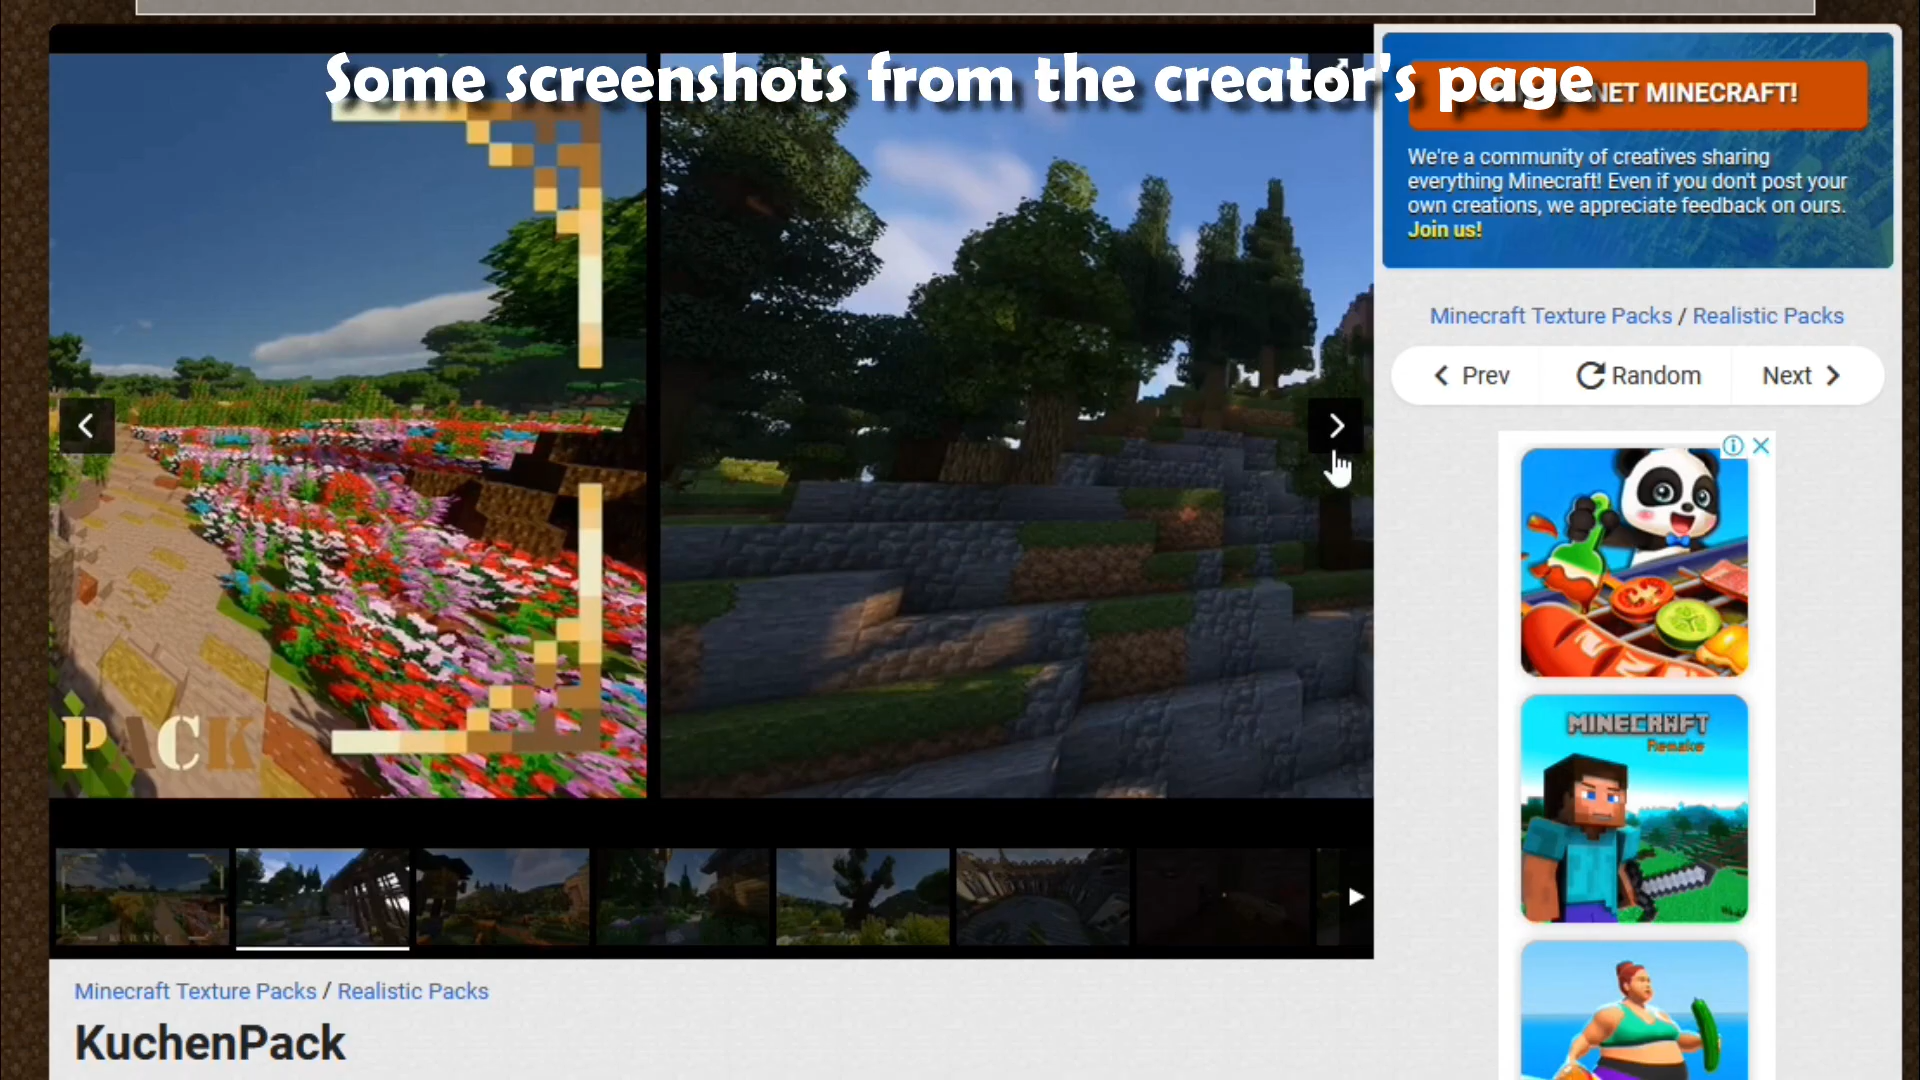 Some screenshots from the creator's page
NET MINECRAFT!
We're a community of creatives sharing
everything Minecraft! Even if you don't post your
own creations, we appreciate feedback on ours.
Join us!
Minecraft Texture Packs / Realistic Packs
Prev
Random
Next
PACK
MINECRAFT
Remake
Minecraft Texture Packs / Realistic Packs
KuchenPack